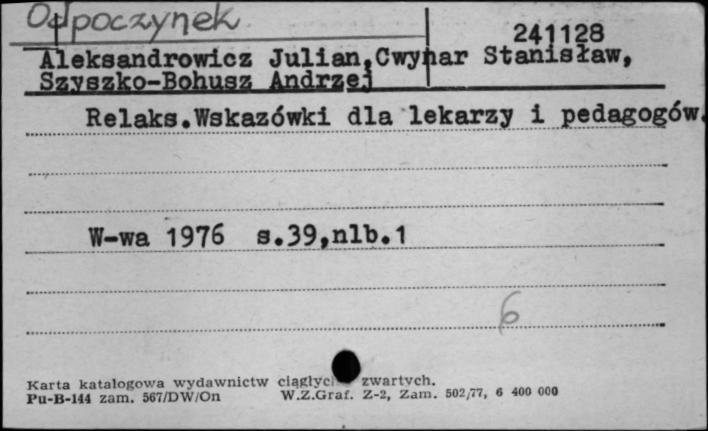 Odpoczynek
241128
Aleksandrowicz Julian,Cwynar Stanisław,
Szyszko-Bohusz Andrzej
Relaks.Wskazówki dla lekarzy i pedagogów.
W-wa 1976 s.39,nlb.1
6
Karta katalogowa wydawnictw ciągłyc zwartych.
Pu-B-144 zam. 567/DW/On W.Z.Graf. Z-2, Zam. 502/77, 6 400 000